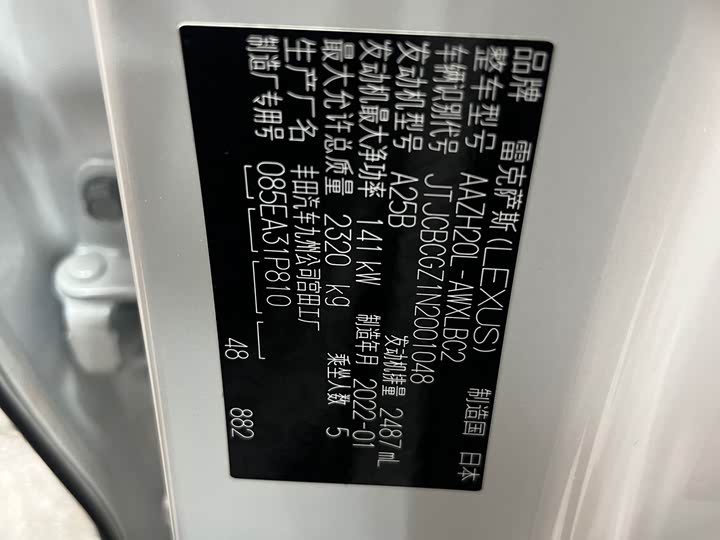 品牌 雷克萨斯(LEXUS) 制造国 日本
整车型号 AAZH20L-AWXLBC2
车辆识别代号 JTJCBCGZ1N2001048
发动机型号 A25B 发动机排量 2487 mL
发动机最大净功率 141 kW 制造年月 2022-01
最大允许总质量 2320 kg 乘坐人数 5
生产厂名 丰田汽车九州公司宫田工厂
制造厂专用号 085EA31P810 48 882